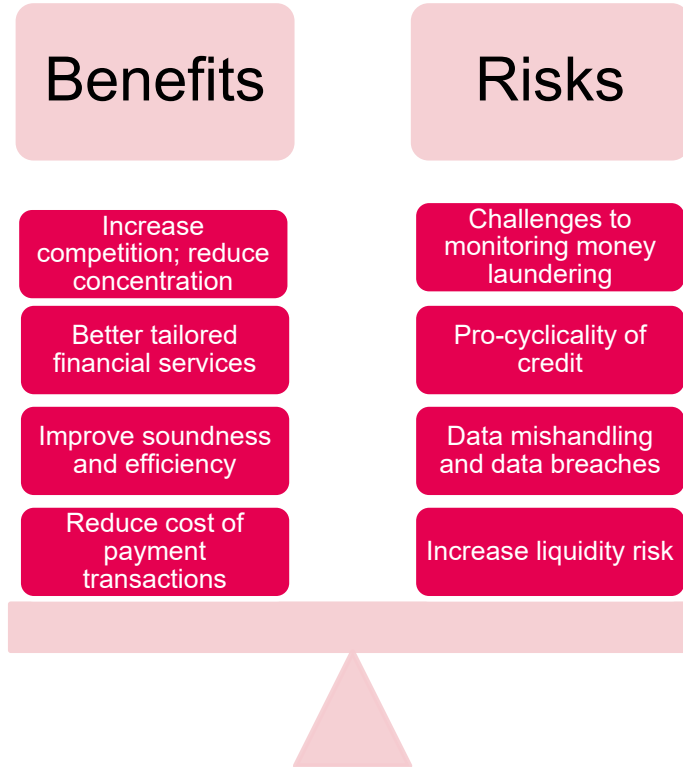 Benefits
Risks
Increase
competition; reduce
concentration
Better tailored
financial services
Improve soundness
and efficiency
Reduce cost of
payment
transactions
Challenges to
monitoring money
laundering
Pro-cyclicality of
credit
Data mishandling
and data breaches
Increase liquidity risk